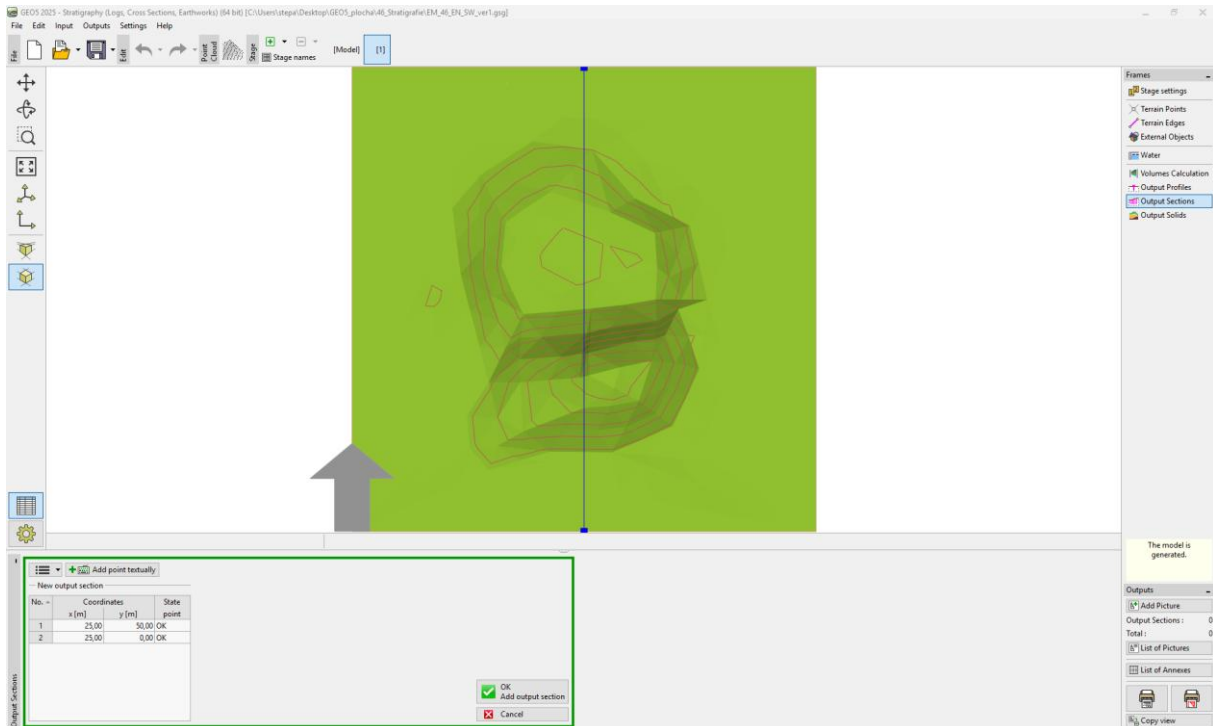 GEO5 2025 - Stratigraphy (Logs, Cross Sections, Earthworks) (64 bit) [C:\Users\stepa\Desktop\GEO5_plocha\46_Stratigrafie\EM_46_EN_SW_ver1.gsg]
File Edit Input Outputs Settings Help
File
Edit
Point Cloud
Stage
Stage names
[Model]
[1]
Frames
Stage settings
Terrain Points
Terrain Edges
External Objects
Water
Volumes Calculation
Output Profiles
Output Sections
Output Solids
The model is
generated.
Add point textually
New output section
No. Coordinates State
x [m] y [m] point
1 25,00 50,00 OK
2 25,00 0,00 OK
OK
Add output section
Cancel
Output Sections
Outputs
Add Picture
Output Sections : 0
Total : 0
List of Pictures
List of Annexes
Copy view